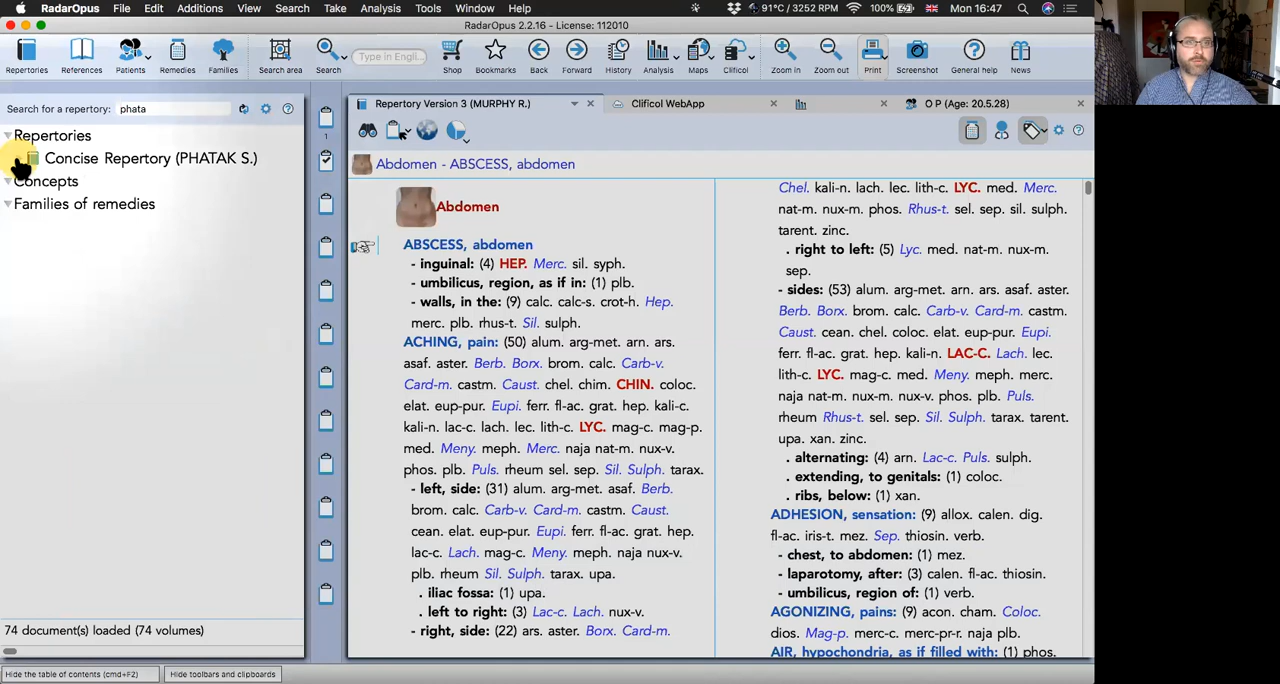 RadarOpus File Edit Additions View Search Take Analysis Tools Window Help 91°C / 3252 RPM 100% Mon 16:47
RadarOpus 2.2.16 - License: 112010
Repertories References Patients Remedies Families Search area Search Type in Engl... Shop Bookmarks Back Forward History Analysis Maps Clificol Zoom in Zoom out Print Screenshot General help News
Search for a repertory: phata
Repertories
Concise Repertory (PHATAK S.)
Concepts
Families of remedies
74 document(s) loaded (74 volumes)
Hide the table of contents (cmd+F2) Hide toolbars and clipboards
1
Repertory Version 3 (MURPHY R.) Clificol WebApp O P (Age: 20.5.28)
Abdomen - ABSCESS, abdomen
Abdomen
ABSCESS, abdomen
- inguinal: (4) HEP. Merc. sil. syph.
- umbilicus, region, as if in: (1) plb.
- walls, in the: (9) calc. calc-s. crot-h. Hep.
merc. plb. rhus-t. Sil. sulph.
ACHING, pain: (50) alum. arg-met. arn. ars.
asaf. aster. Berb. Borx. brom. calc. Carb-v.
Card-m. castm. Caust. chel. chim. CHIN. coloc.
elat. eup-pur. Eupi. ferr. fl-ac. grat. hep. kali-c.
kali-n. lac-c. lach. lec. lith-c. LYC. mag-c. mag-p.
med. Meny. meph. Merc. naja nat-m. nux-v.
phos. plb. Puls. rheum sel. sep. Sil. Sulph. tarax.
- left, side: (31) alum. arg-met. asaf. Berb.
brom. calc. Carb-v. Card-m. castm. Caust.
cean. elat. eup-pur. Eupi. ferr. fl-ac. grat. hep.
lac-c. Lach. mag-c. Meny. meph. naja nux-v.
plb. rheum Sil. Sulph. tarax. upa.
. iliac fossa: (1) upa.
. left to right: (3) Lac-c. Lach. nux-v.
- right, side: (22) ars. aster. Borx. Card-m.
Chel. kali-n. lach. lec. lith-c. LYC. med. Merc.
nat-m. nux-m. phos. Rhus-t. sel. sep. sil. sulph.
tarent. zinc.
. right to left: (5) Lyc. med. nat-m. nux-m.
sep.
- sides: (53) alum. arg-met. arn. ars. asaf. aster.
Berb. Borx. brom. calc. Carb-v. Card-m. castm.
Caust. cean. chel. coloc. elat. eup-pur. Eupi.
ferr. fl-ac. grat. hep. kali-n. LAC-C. Lach. lec.
lith-c. LYC. mag-c. med. Meny. meph. merc.
naja nat-m. nux-m. nux-v. phos. plb. Puls.
rheum Rhus-t. sel. sep. Sil. Sulph. tarax. tarent.
upa. xan. zinc.
. alternating: (4) arn. Lac-c. Puls. sulph.
. extending, to genitals: (1) coloc.
. ribs, below: (1) xan.
ADHESION, sensation: (9) allox. calen. dig.
fl-ac. iris-t. mez. Sep. thiosin. verb.
- chest, to abdomen: (1) mez.
- laparotomy, after: (3) calen. fl-ac. thiosin.
- umbilicus, region of: (1) verb.
AGONIZING, pains: (9) acon. cham. Coloc.
dios. Mag-p. merc-c. merc-pr-r. naja plb.
AIR, hypochondria, as if filled with: (1) phos.